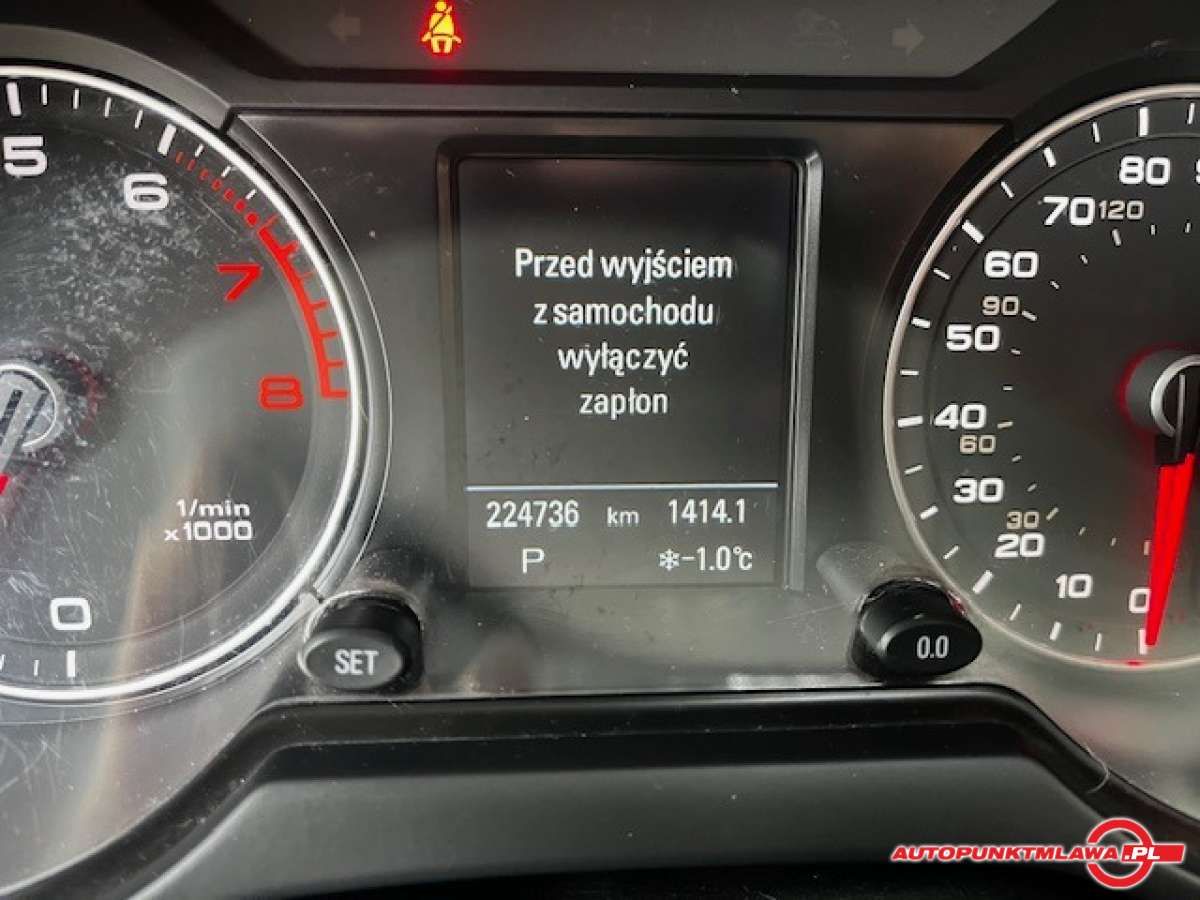 5
6
7
8
1/min
x1000
0
Przed wyjściem
z samochodu
wyłączyć
zapłon
224736 km 1414.1
P ❄-1.0°C
SET
0.0
80
70 120
60
90
50
40
60
30
30
20
10
0
AUTOPUNKTMLAWA.PL